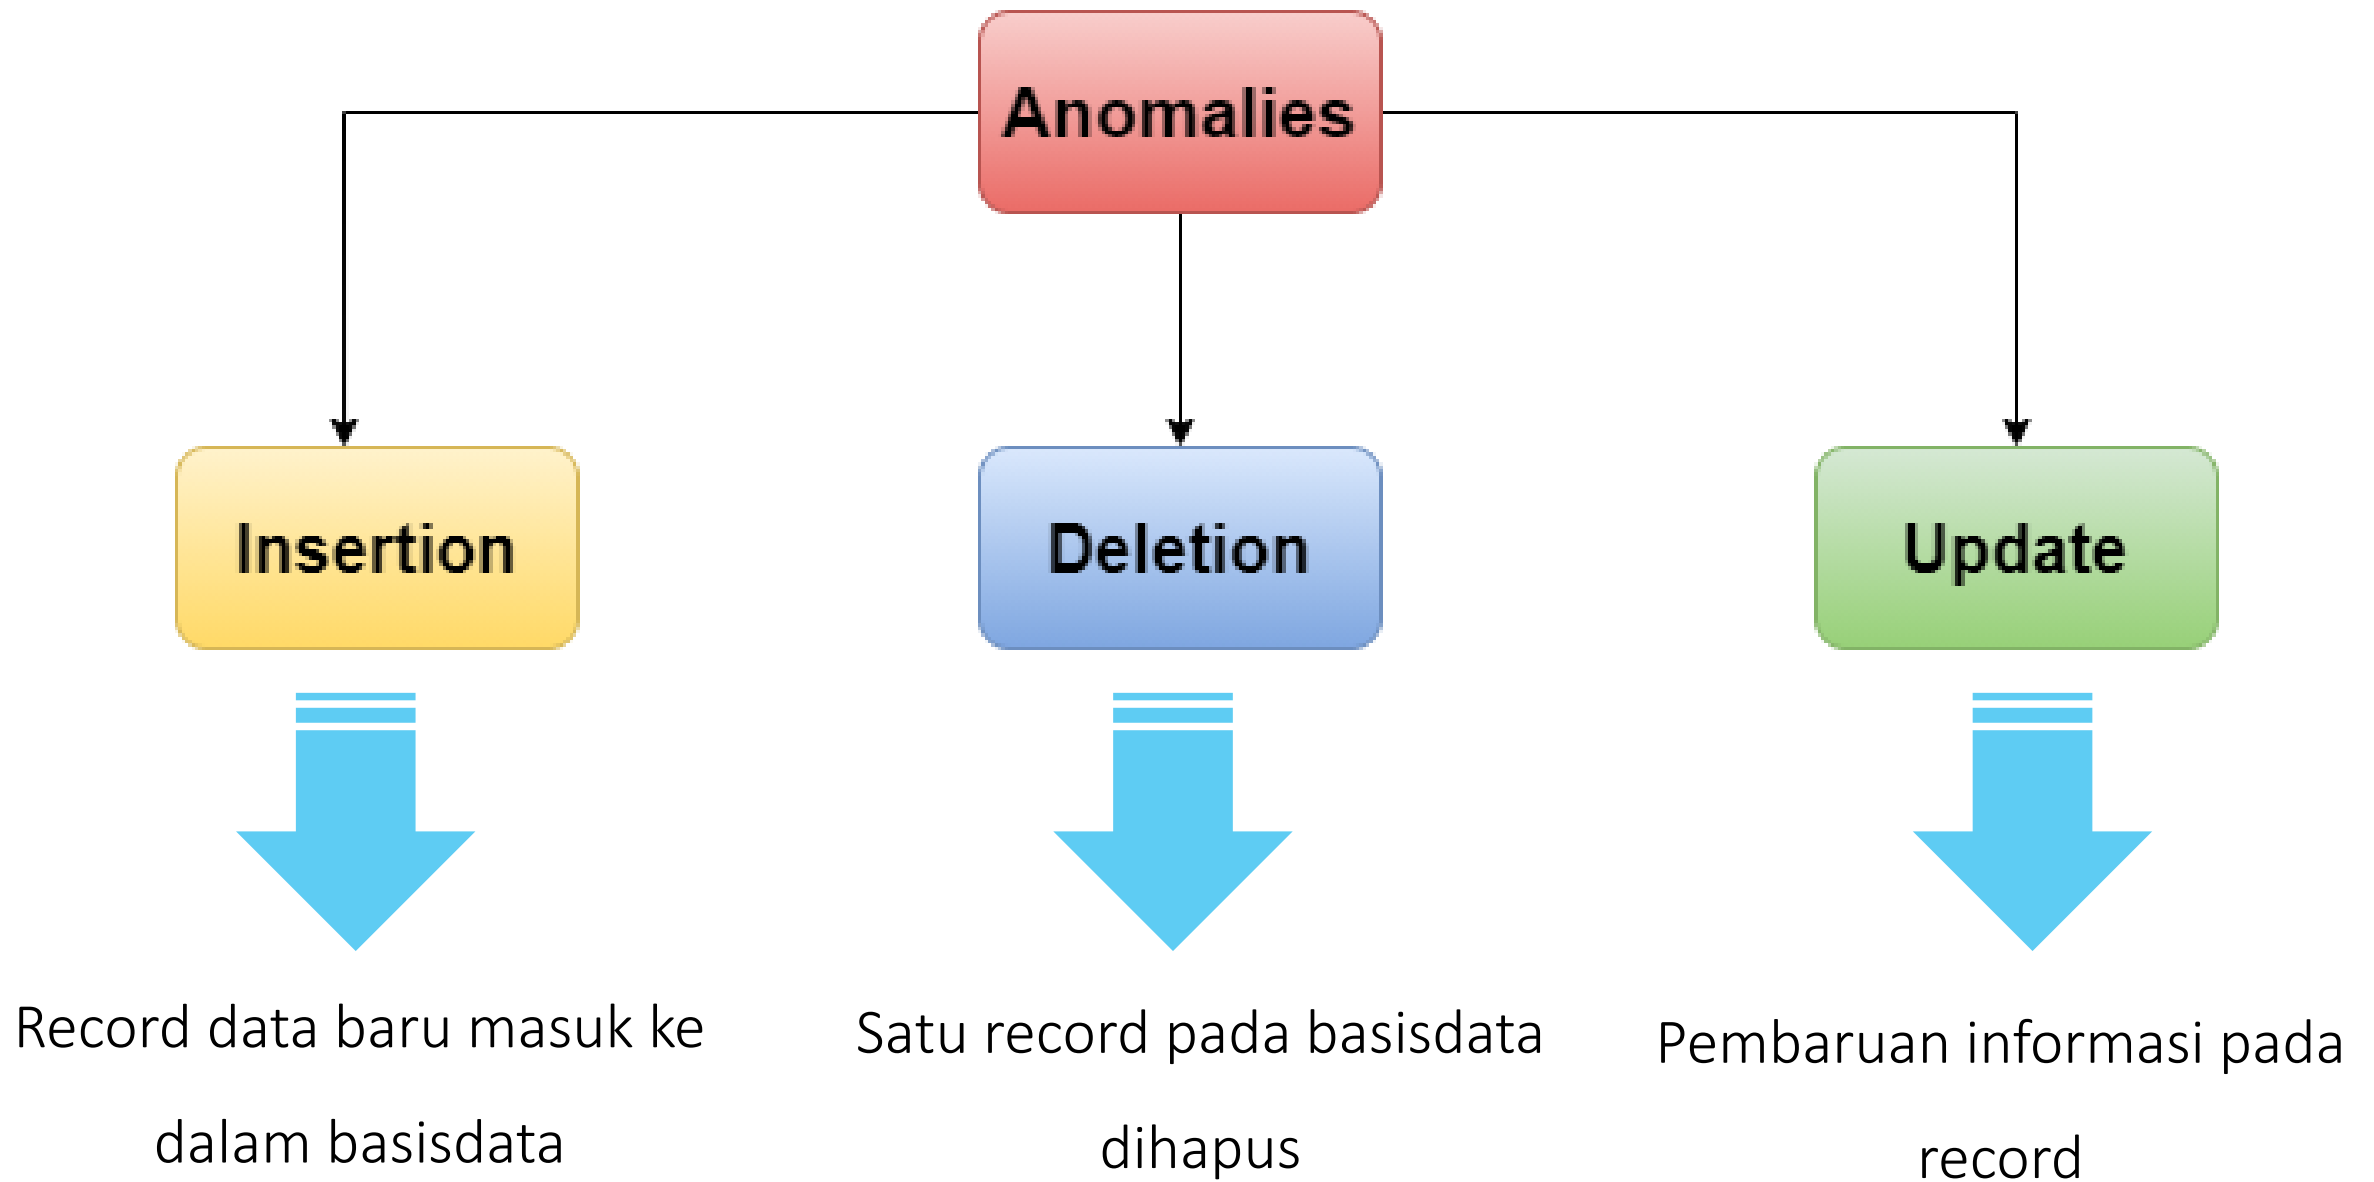 Anomalies
Insertion
Deletion
Update
Record data baru masuk ke
dalam basisdata
Satu record pada basisdata
dihapus
Pembaruan informasi pada
record